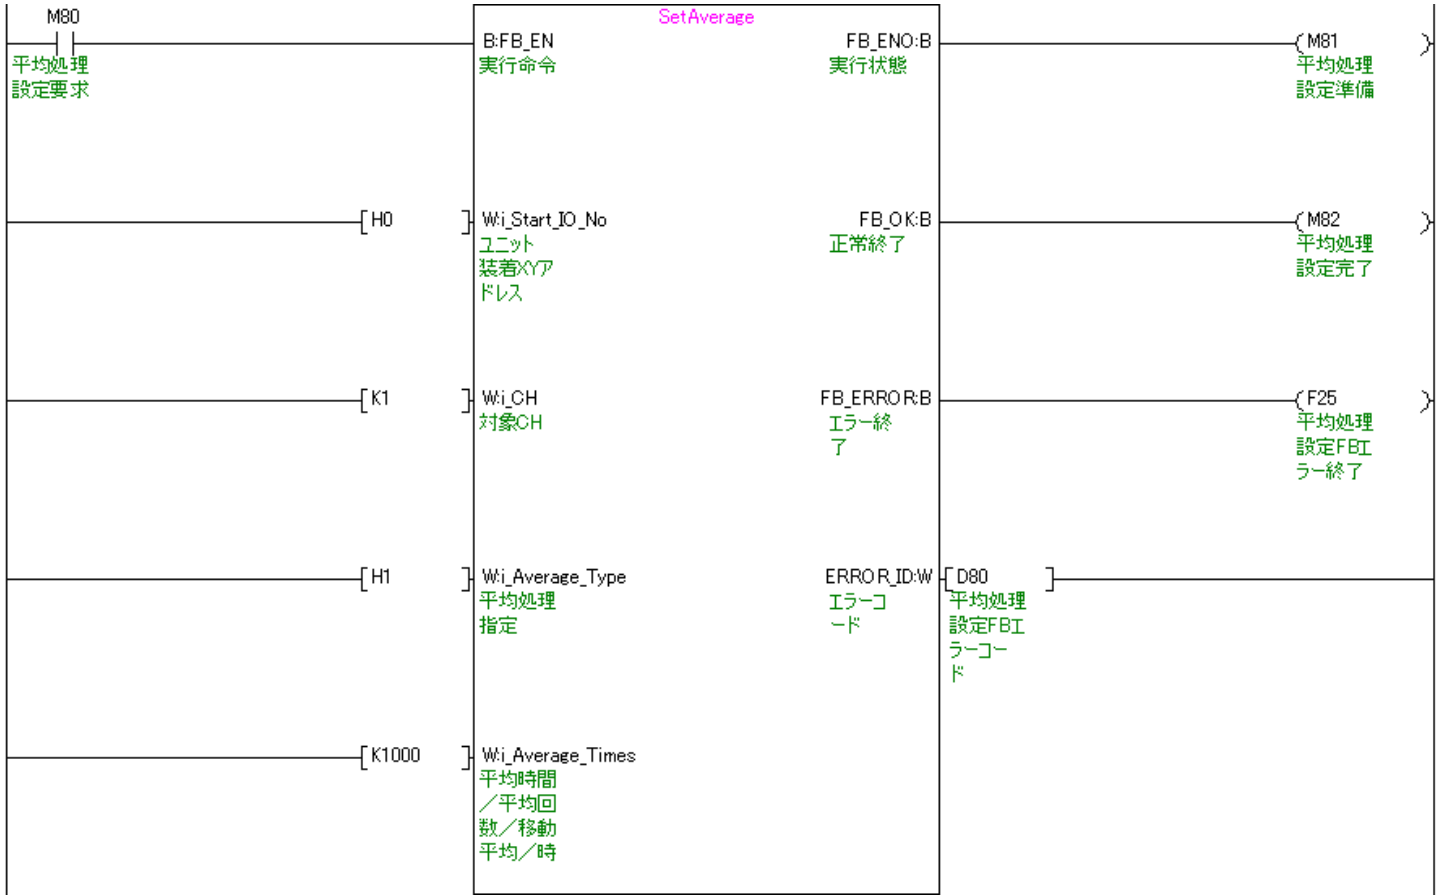 M80
平均処理
設定要求
SetAverage
B:FB_EN
実行命令
FB_ENO:B
実行状態
M81
平均処理
設定準備
H0
W:i_Start_IO_No
ユニット
装着XYア
ドレス
FB_OK:B
正常終了
M82
平均処理
設定完了
K1
W:i_CH
対象CH
FB_ERROR:B
エラー終
了
F25
平均処理
設定FBエ
ラー終了
H1
W:i_Average_Type
平均処理
指定
ERROR_ID:W
エラーコ
ード
D80
平均処理
設定FBエ
ラーコー
ド
K1000
W:i_Average_Times
平均時間
／平均回
数／移動
平均／時